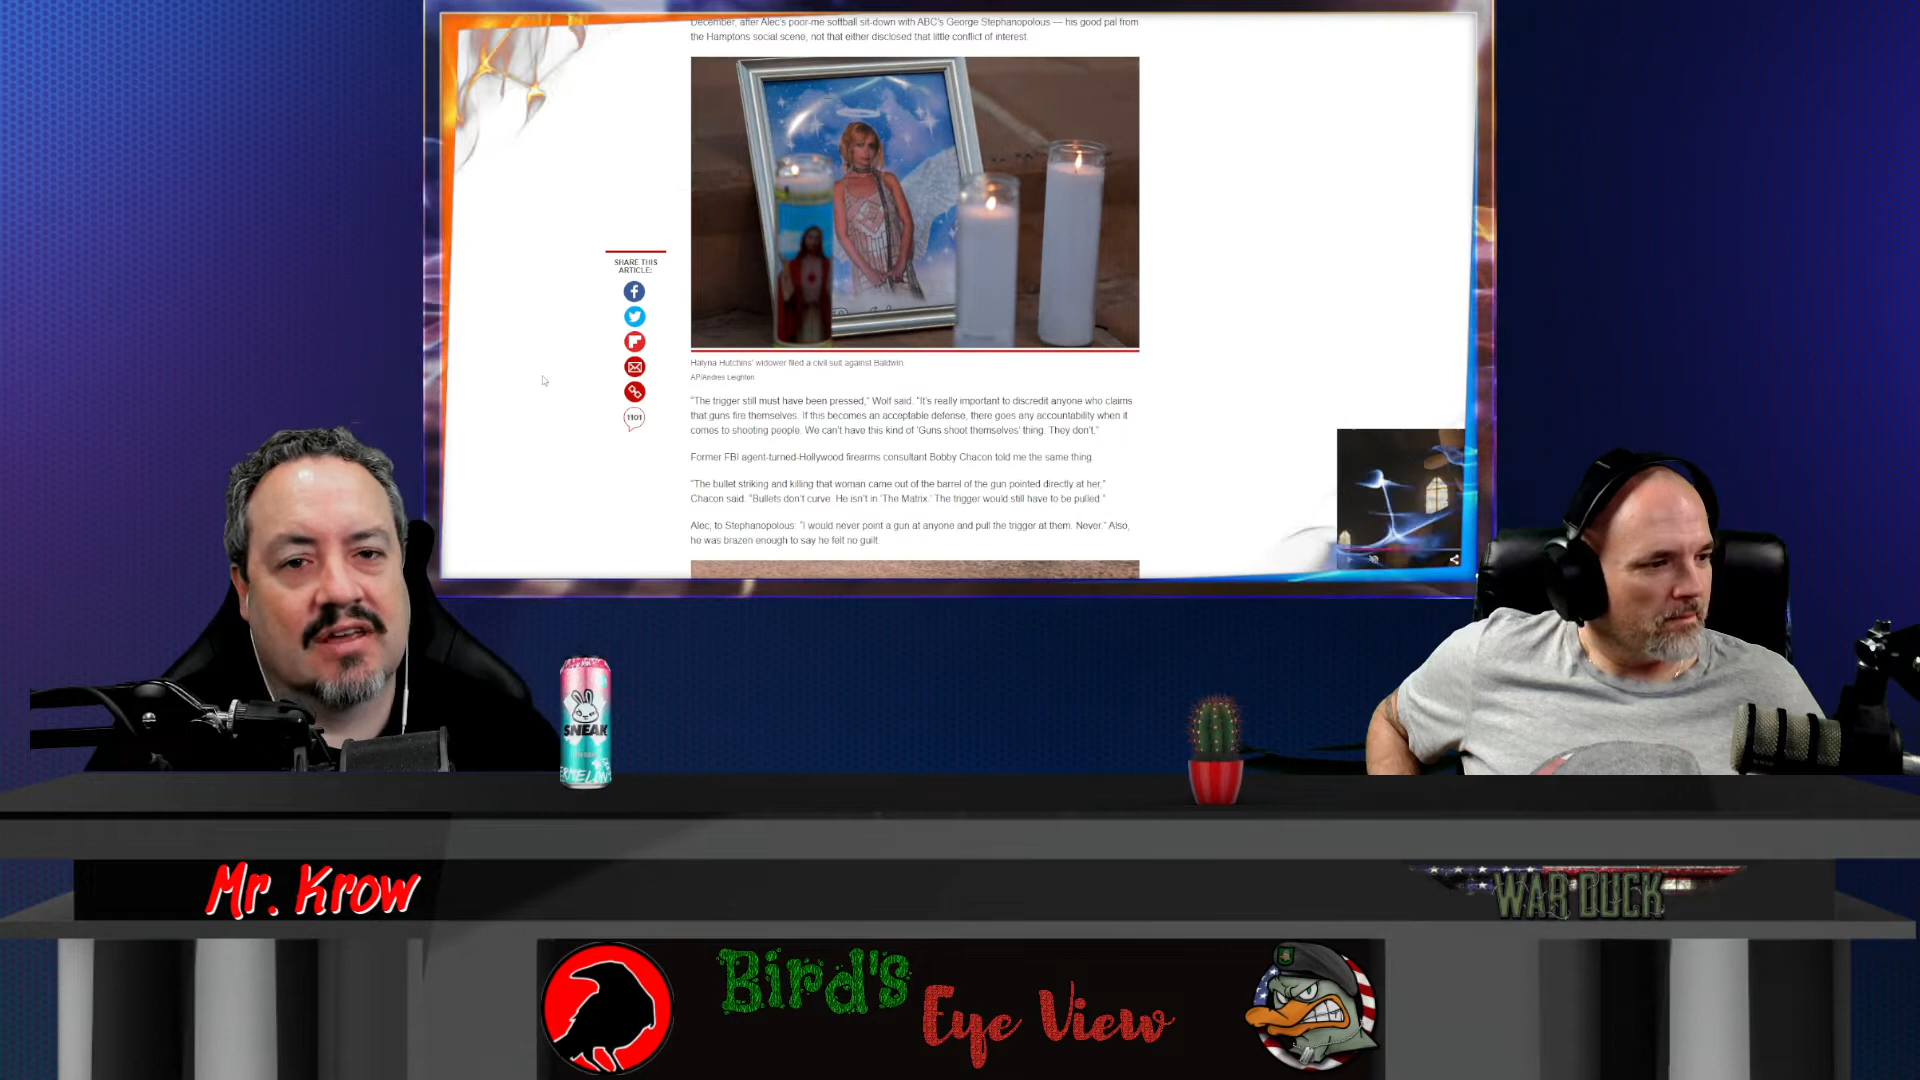 December, after Alec's poor-me softball sit-down with ABC's George Stephanopolous — his good pal from
the Hamptons social scene, not that either disclosed that little conflict of interest.
SHARE THIS
ARTICLE:
1101
Halyna Hutchins' widower filed a civil suit against Baldwin.
AP/Andres Leighton
"The trigger still must have been pressed," Wolf said. "It's really important to discredit anyone who claims
that guns fire themselves. If this becomes an acceptable defense, there goes any accountability when it
comes to shooting people. We can't have this kind of 'Guns shoot themselves' thing. They don't."
Former FBI agent-turned-Hollywood firearms consultant Bobby Chacon told me the same thing.
"The bullet striking and killing that woman came out of the barrel of the gun pointed directly at her,"
Chacon said. "Bullets don't curve. He isn't in 'The Matrix.' The trigger would still have to be pulled."
Alec, to Stephanopolous: "I would never point a gun at anyone and pull the trigger at them. Never." Also,
he was brazen enough to say he felt no guilt.
SNEAK
Mr. Krow
WAR DUCK
Bird's
Eye View